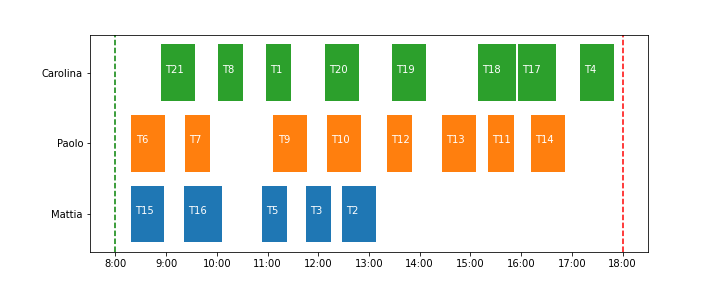 Carolina T21 T8 T1 T20 T19 T18 T17 T4
Paolo T6 T7 T9 T10 T12 T13 T11 T14
Mattia T15 T16 T5 T3 T2
8:00 9:00 10:00 11:00 12:00 13:00 14:00 15:00 16:00 17:00 18:00